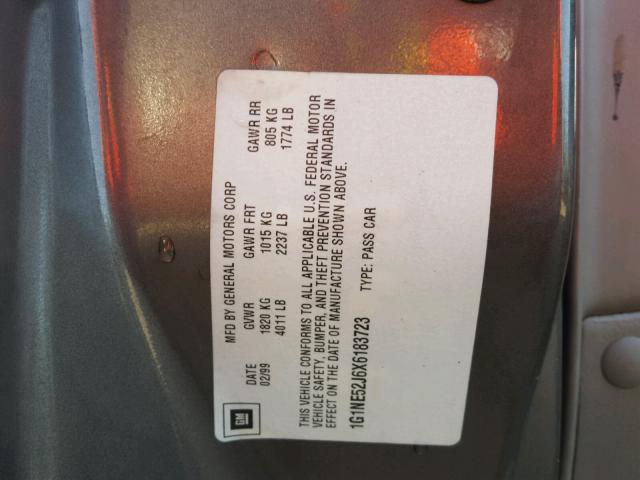 MFD BY GENERAL MOTORS CORP
DATE GVWR GAWR FRT GAWR RR
02/99 1820 KG 1015 KG 805 KG
4011 LB 2237 LB 1774 LB
THIS VEHICLE CONFORMS TO ALL APPLICABLE U.S. FEDERAL MOTOR
VEHICLE SAFETY, BUMPER, AND THEFT PREVENTION STANDARDS IN
EFFECT ON THE DATE OF MANUFACTURE SHOWN ABOVE.
1G1NE52J6X6183723 TYPE: PASS CAR
GM